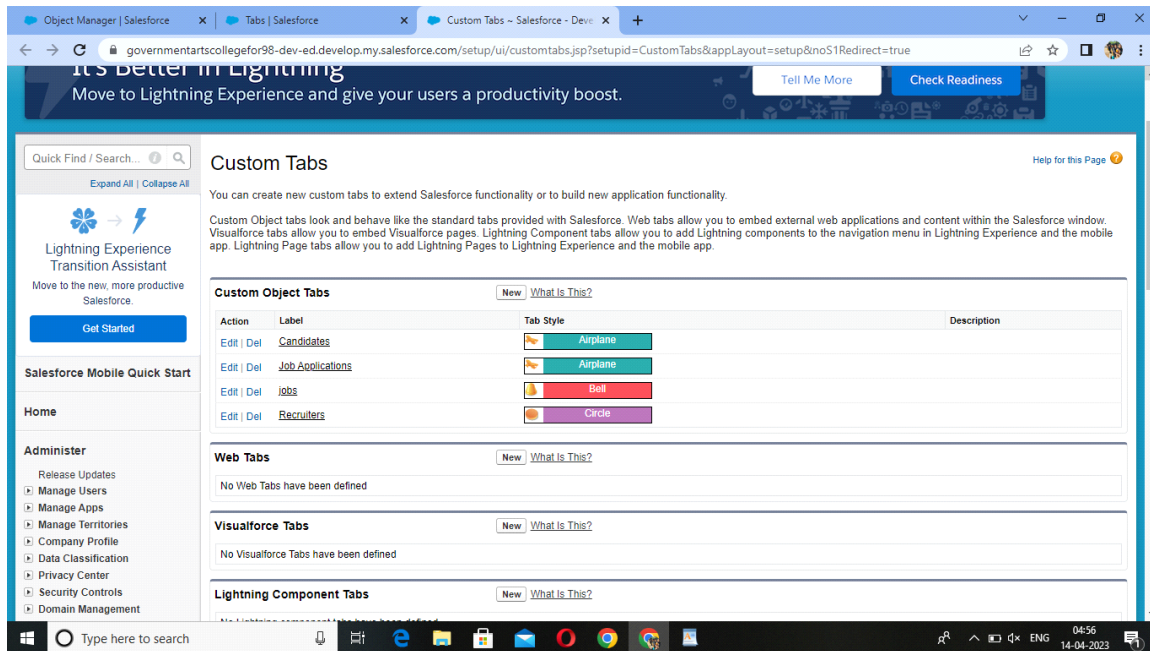 Object Manager | Salesforce
Tabs | Salesforce
Custom Tabs ~ Salesforce - Deve
governmentartscollegefor98-dev-ed.develop.my.salesforce.com/setup/ui/customtabs.jsp?setupid=CustomTabs&appLayout=setup&noS1Redirect=true
It's Better in Lightning
Move to Lightning Experience and give your users a productivity boost.
Tell Me More
Check Readiness
Quick Find / Search...
Expand All | Collapse All
Lightning Experience
Transition Assistant
Move to the new, more productive
Salesforce.
Get Started
Salesforce Mobile Quick Start
Home
Administer
Release Updates
Manage Users
Manage Apps
Manage Territories
Company Profile
Data Classification
Privacy Center
Security Controls
Domain Management
Custom Tabs
Help for this Page
You can create new custom tabs to extend Salesforce functionality or to build new application functionality.
Custom Object tabs look and behave like the standard tabs provided with Salesforce. Web tabs allow you to embed external web applications and content within the Salesforce window.
Visualforce tabs allow you to embed Visualforce pages. Lightning Component tabs allow you to add Lightning components to the navigation menu in Lightning Experience and the mobile
app. Lightning Page tabs allow you to add Lightning Pages to Lightning Experience and the mobile app.
Custom Object Tabs New What Is This?
Action Label Tab Style Description
Edit | Del Candidates Airplane
Edit | Del Job Applications Airplane
Edit | Del jobs Bell
Edit | Del Recruiters Circle
Web Tabs New What Is This?
No Web Tabs have been defined
Visualforce Tabs New What Is This?
No Visualforce Tabs have been defined
Lightning Component Tabs New What Is This?
No Lightning component tabs have been defined
Type here to search
ENG
04:56
14-04-2023
1